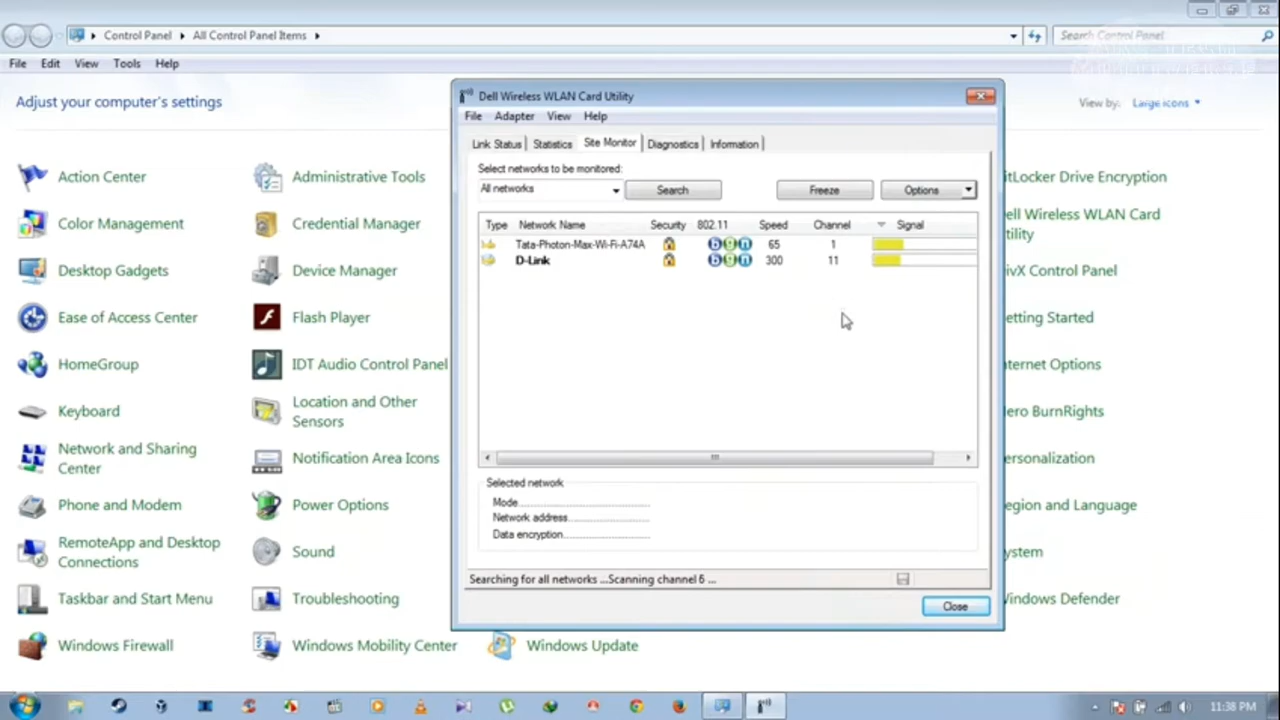 Control Panel
All Control Panel Items
Search Control Panel
File Edit View Tools Help
Adjust your computer's settings
View by: Large icons
Action Center
Administrative Tools
itLocker Drive Encryption
Color Management
Credential Manager
ell Wireless WLAN Card
tility
Desktop Gadgets
Device Manager
ivX Control Panel
Ease of Access Center
Flash Player
etting Started
HomeGroup
IDT Audio Control Panel
nternet Options
Keyboard
Location and Other
Sensors
ero BurnRights
Network and Sharing
Center
Notification Area Icons
ersonalization
Phone and Modem
Power Options
egion and Language
RemoteApp and Desktop
Connections
Sound
ystem
Taskbar and Start Menu
Troubleshooting
indows Defender
Windows Firewall
Windows Mobility Center
Windows Update
Dell Wireless WLAN Card Utility
File Adapter View Help
Link Status Statistics Site Monitor Diagnostics Information
Select networks to be monitored:
All networks Search Freeze Options
Type Network Name Security 802.11 Speed Channel Signal
Tata-Photon-Max-Wi-Fi-A74A b g n 65 1
D-Link b g n 300 11
Selected network
Mode
Network address
Data encryption
Searching for all networks ...Scanning channel 6 ...
Close
11:38 PM